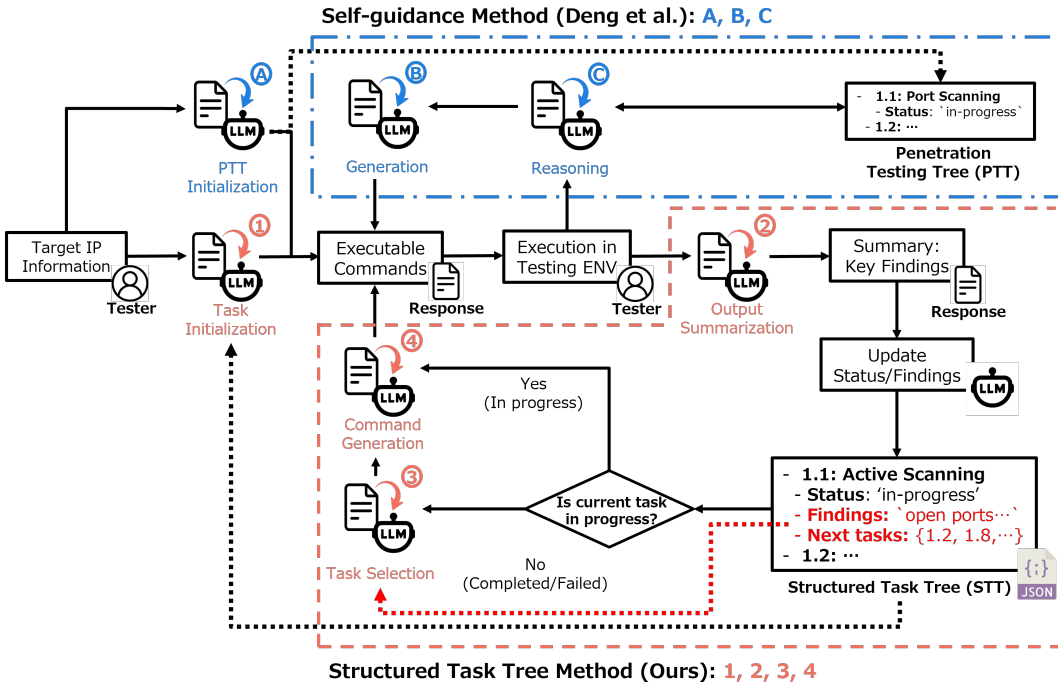 Self-guidance Method (Deng et al.): A, B, C
A
LLM
PTT
Initialization
B
LLM
Generation
C
LLM
Reasoning
- 1.1: Port Scanning
- Status: `in-progress`
- 1.2: ⋯
Penetration
Testing Tree (PTT)
Target IP
Information
Tester
1
LLM
Task
Initialization
Executable
Commands
Response
Execution in
Testing ENV
Tester
2
LLM
Output
Summarization
Summary:
Key Findings
Response
Update
Status/Findings
LLM
4
LLM
Command
Generation
Yes
(In progress)
3
LLM
Task Selection
Is current task
in progress?
No
(Completed/Failed)
- 1.1: Active Scanning
- Status: ‘in-progress’
- Findings: `open ports⋯`
- Next tasks: {1.2, 1.8,⋯}
- 1.2: ⋯
{;}
JSON
Structured Task Tree (STT)
Structured Task Tree Method (Ours): 1, 2, 3, 4